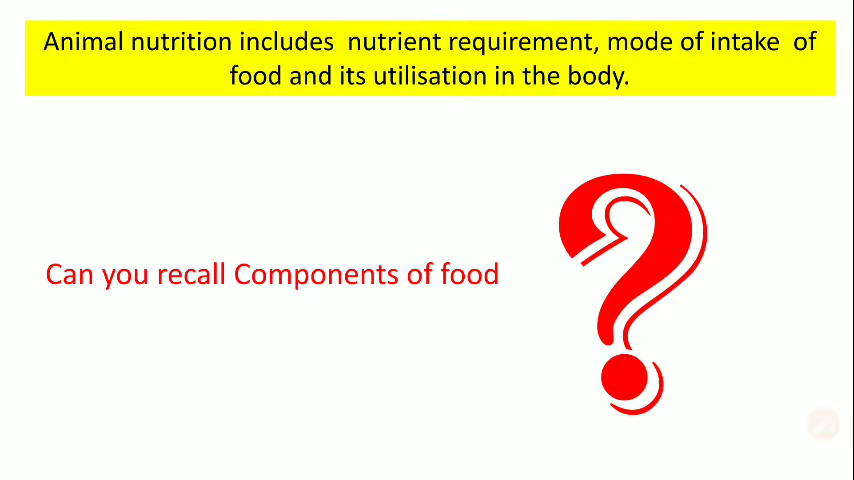 Animal nutrition includes  nutrient requirement, mode of intake  of
food and its utilisation in the body.
Can you recall Components of food